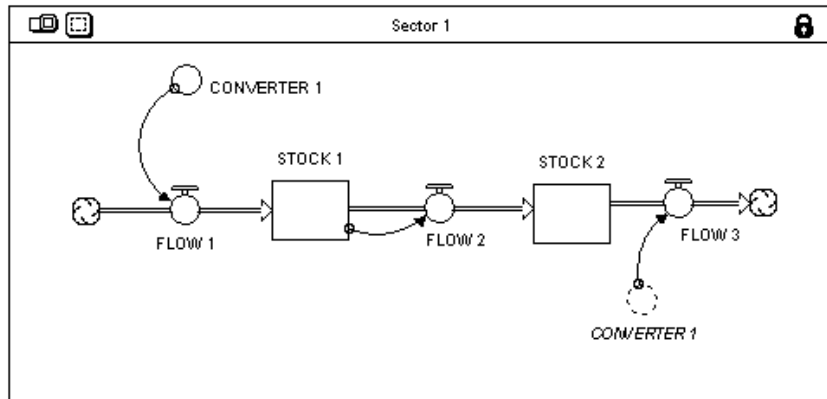 Sector 1
CONVERTER 1
STOCK 1
STOCK 2
FLOW 1
FLOW 2
FLOW 3
CONVERTER 1